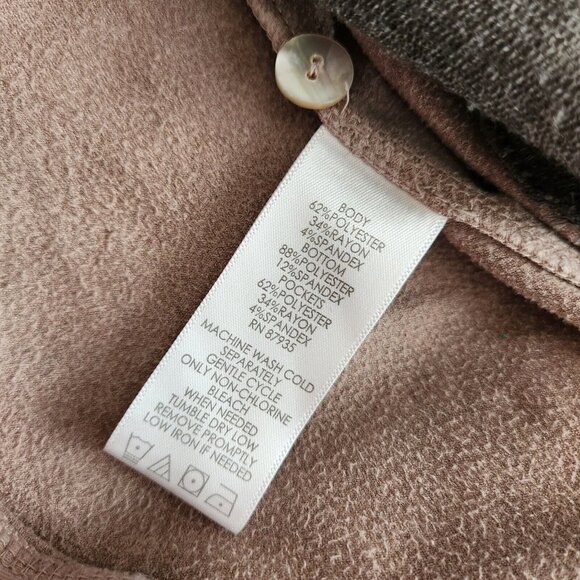 BODY
62%POLYESTER
34%RAYON
4%SPANDEX
BOTTOM
88%POLYESTER
12%SPANDEX
POCKETS
62%POLYESTER
34%RAYON
4%SPANDEX
RN 87935
MACHINE WASH COLD
SEPARATELY
GENTLE CYCLE
ONLY NON-CHLORINE
BLEACH
WHEN NEEDED
TUMBLE DRY LOW
REMOVE PROMPTLY
LOW IRON IF NEEDED